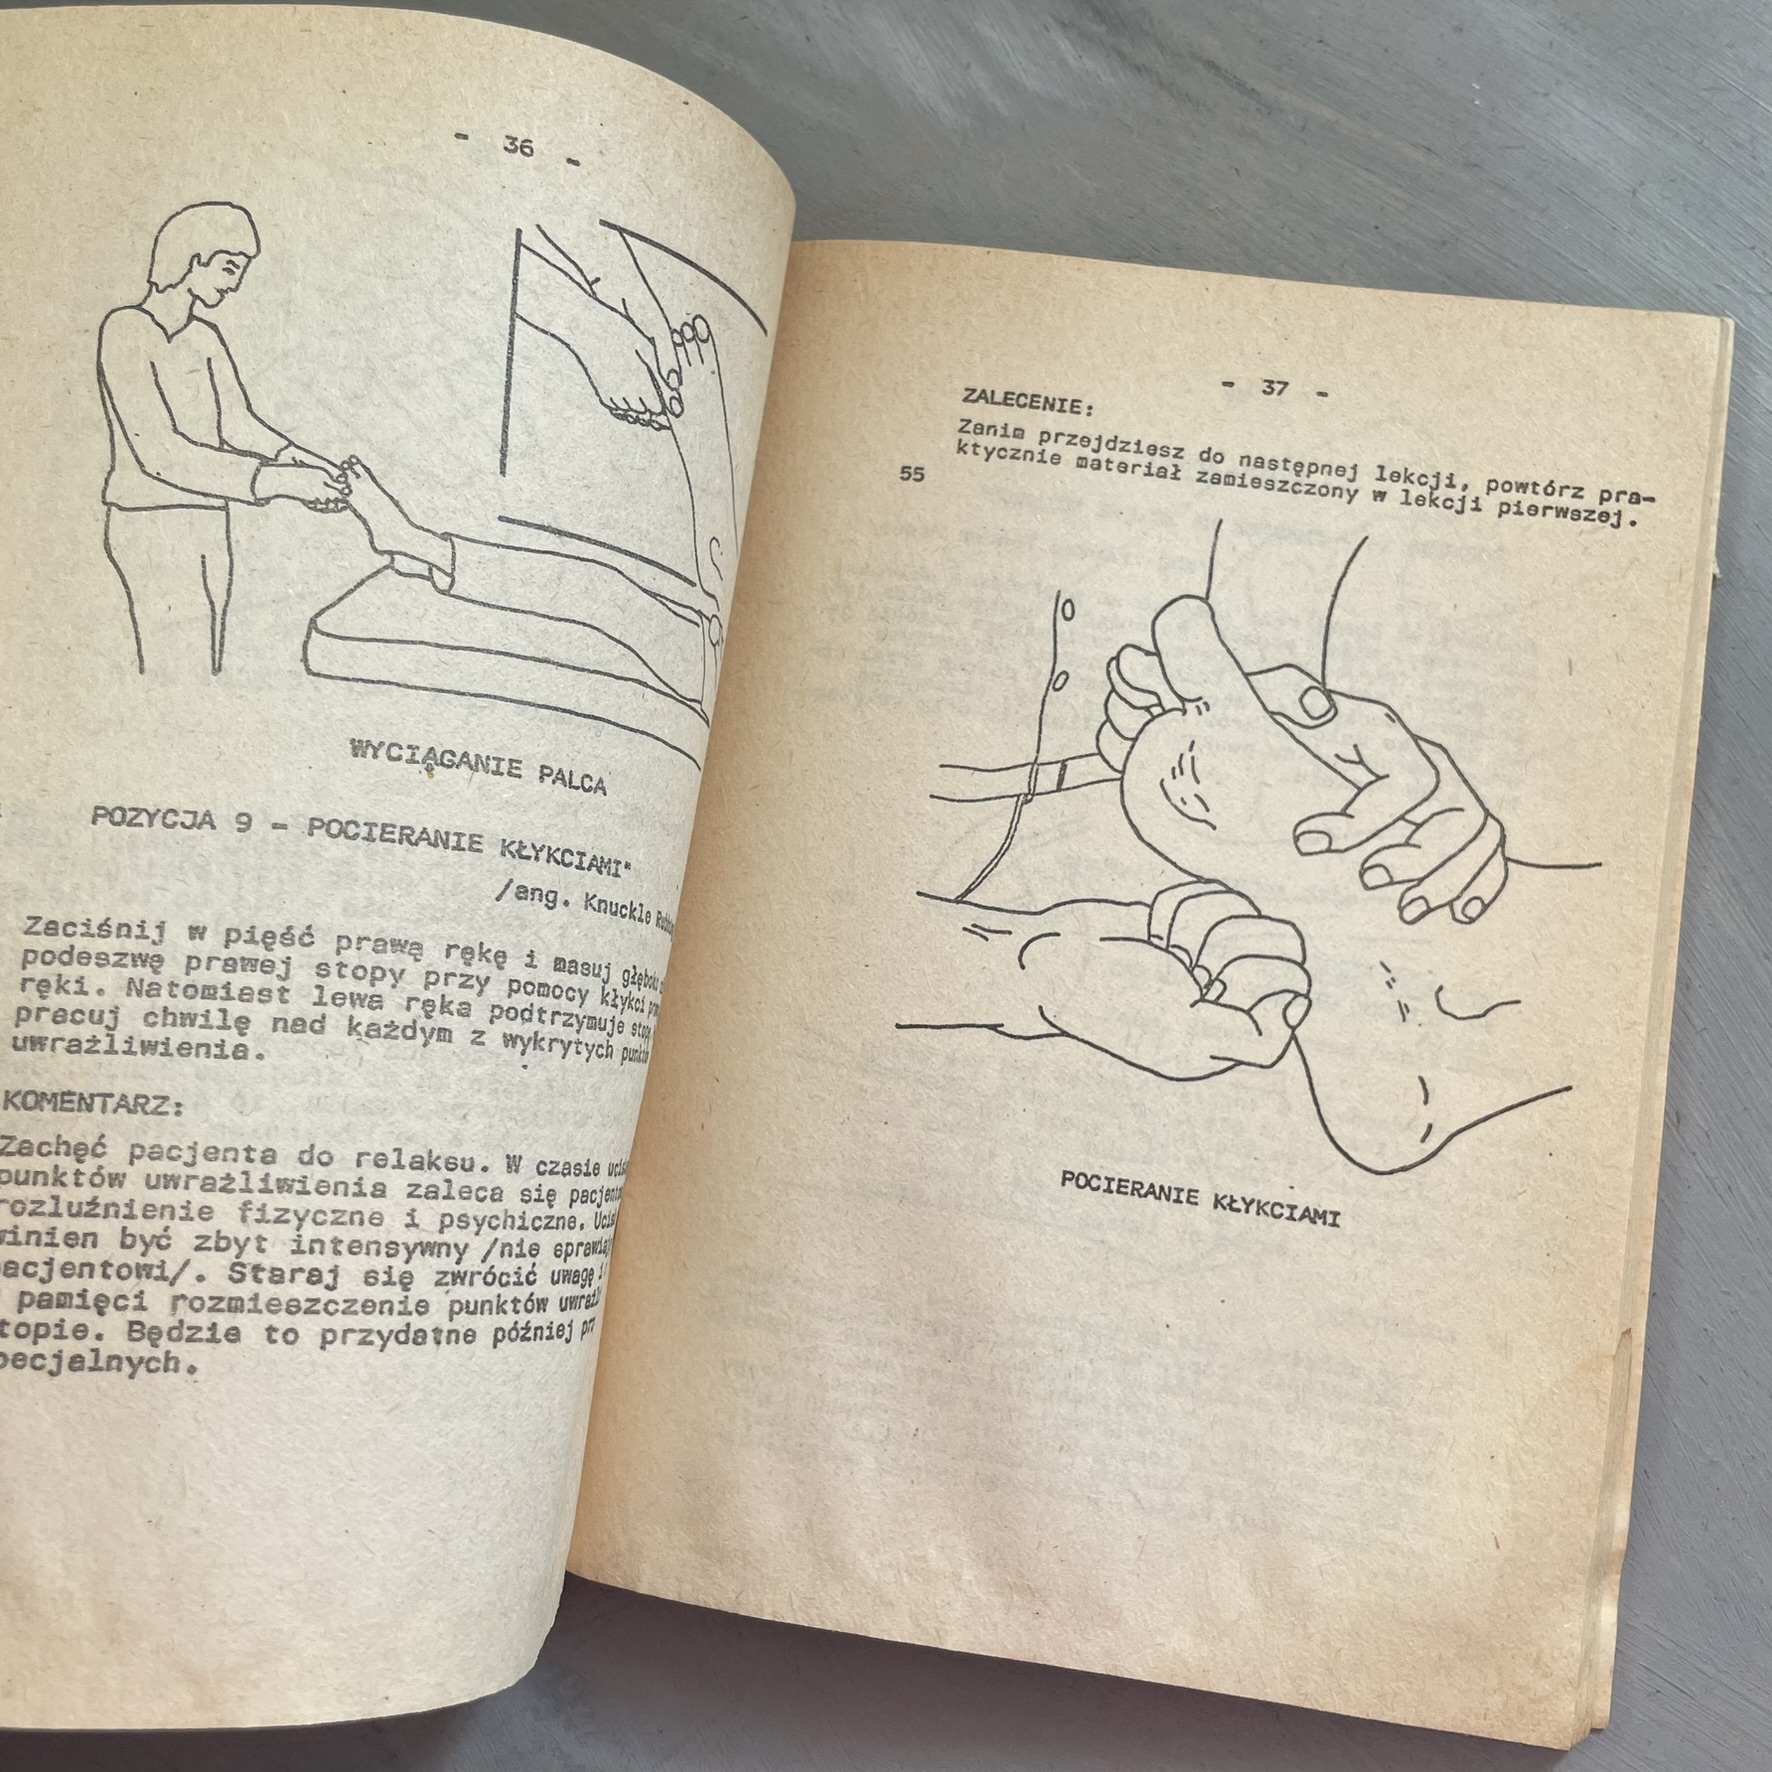 - 36 -
WYCIĄGANIE PALCA
POZYCJA 9 - POCIERANIE KŁYKCIAMI"
/ang. Knuckle
Zaciśnij w pięść prawą rękę i masuj
podeszwę prawej stopy przy pomocy kłykci
ręki. Natomiast lewa ręka podtrzymuje
pracuj chwilę nad każdym z wykrytych
uwrażliwienia.
KOMENTARZ:
Zachęć pacjenta do relaksu. W czasie
punktów uwrażliwienia zaleca się
rozluźnienie fizyczne i psychiczne.
winien być zbyt intensywny /nie
acjentowi/. Staraj się zwrócić uwagę i
pamięci rozmieszczenie punktów
topie. Będzie to przydatne później
pecjalnych.
- 37 -
ZALECENIE:
Zanim przejdziesz do następnej lekcji, powtórz pra-
55 ktycznie materiał zamieszczony w lekcji pierwszej.
POCIERANIE KŁYKCIAMI